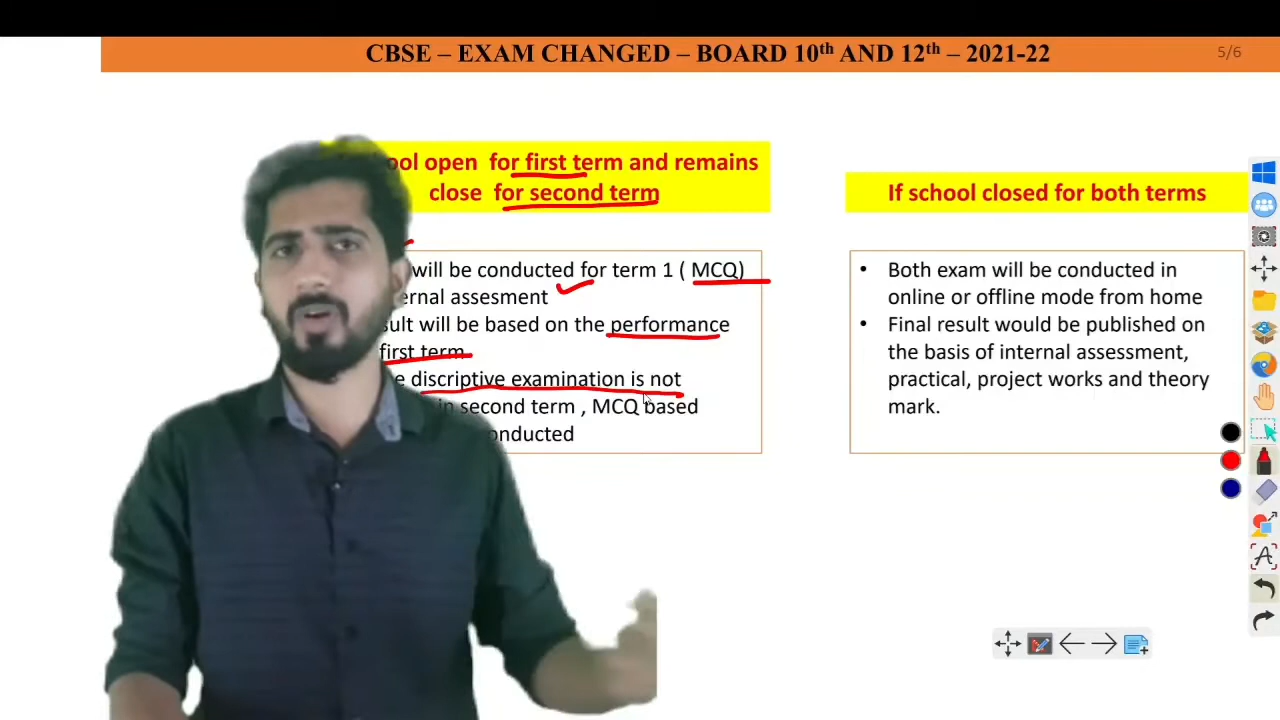 CBSE – EXAM CHANGED – BOARD 10th AND 12th – 2021-22
5/6
open for first term and remains
close for second term
will be conducted for term 1 ( MCQ)
assesment
will be based on the performance
first term
discriptive examination is not
in second term , MCQ based
If school closed for both terms
• Both exam will be conducted in
online or offline mode from home
• Final result would be published on
the basis of internal assessment,
practical, project works and theory
mark.